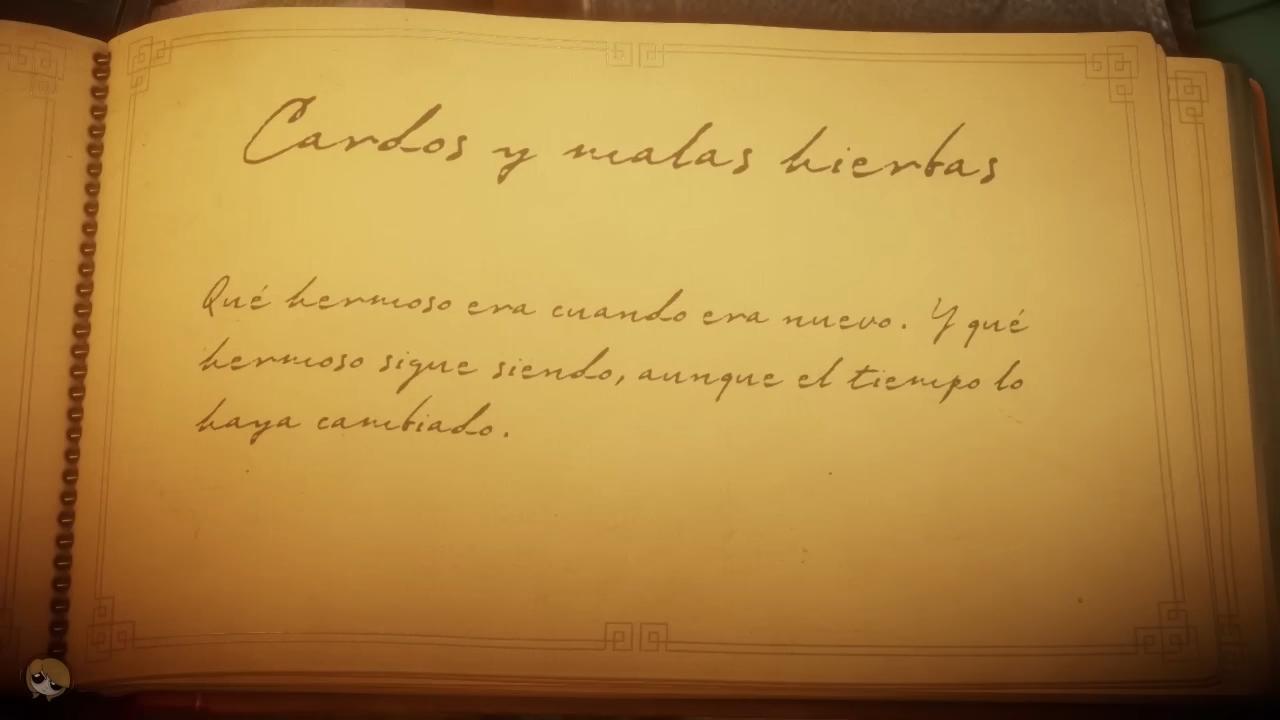 Cardos y malas hierbas
Qué hermoso era cuando era nuevo. Y qué
hermoso sigue siendo, aunque el tiempo lo
haya cambiado.